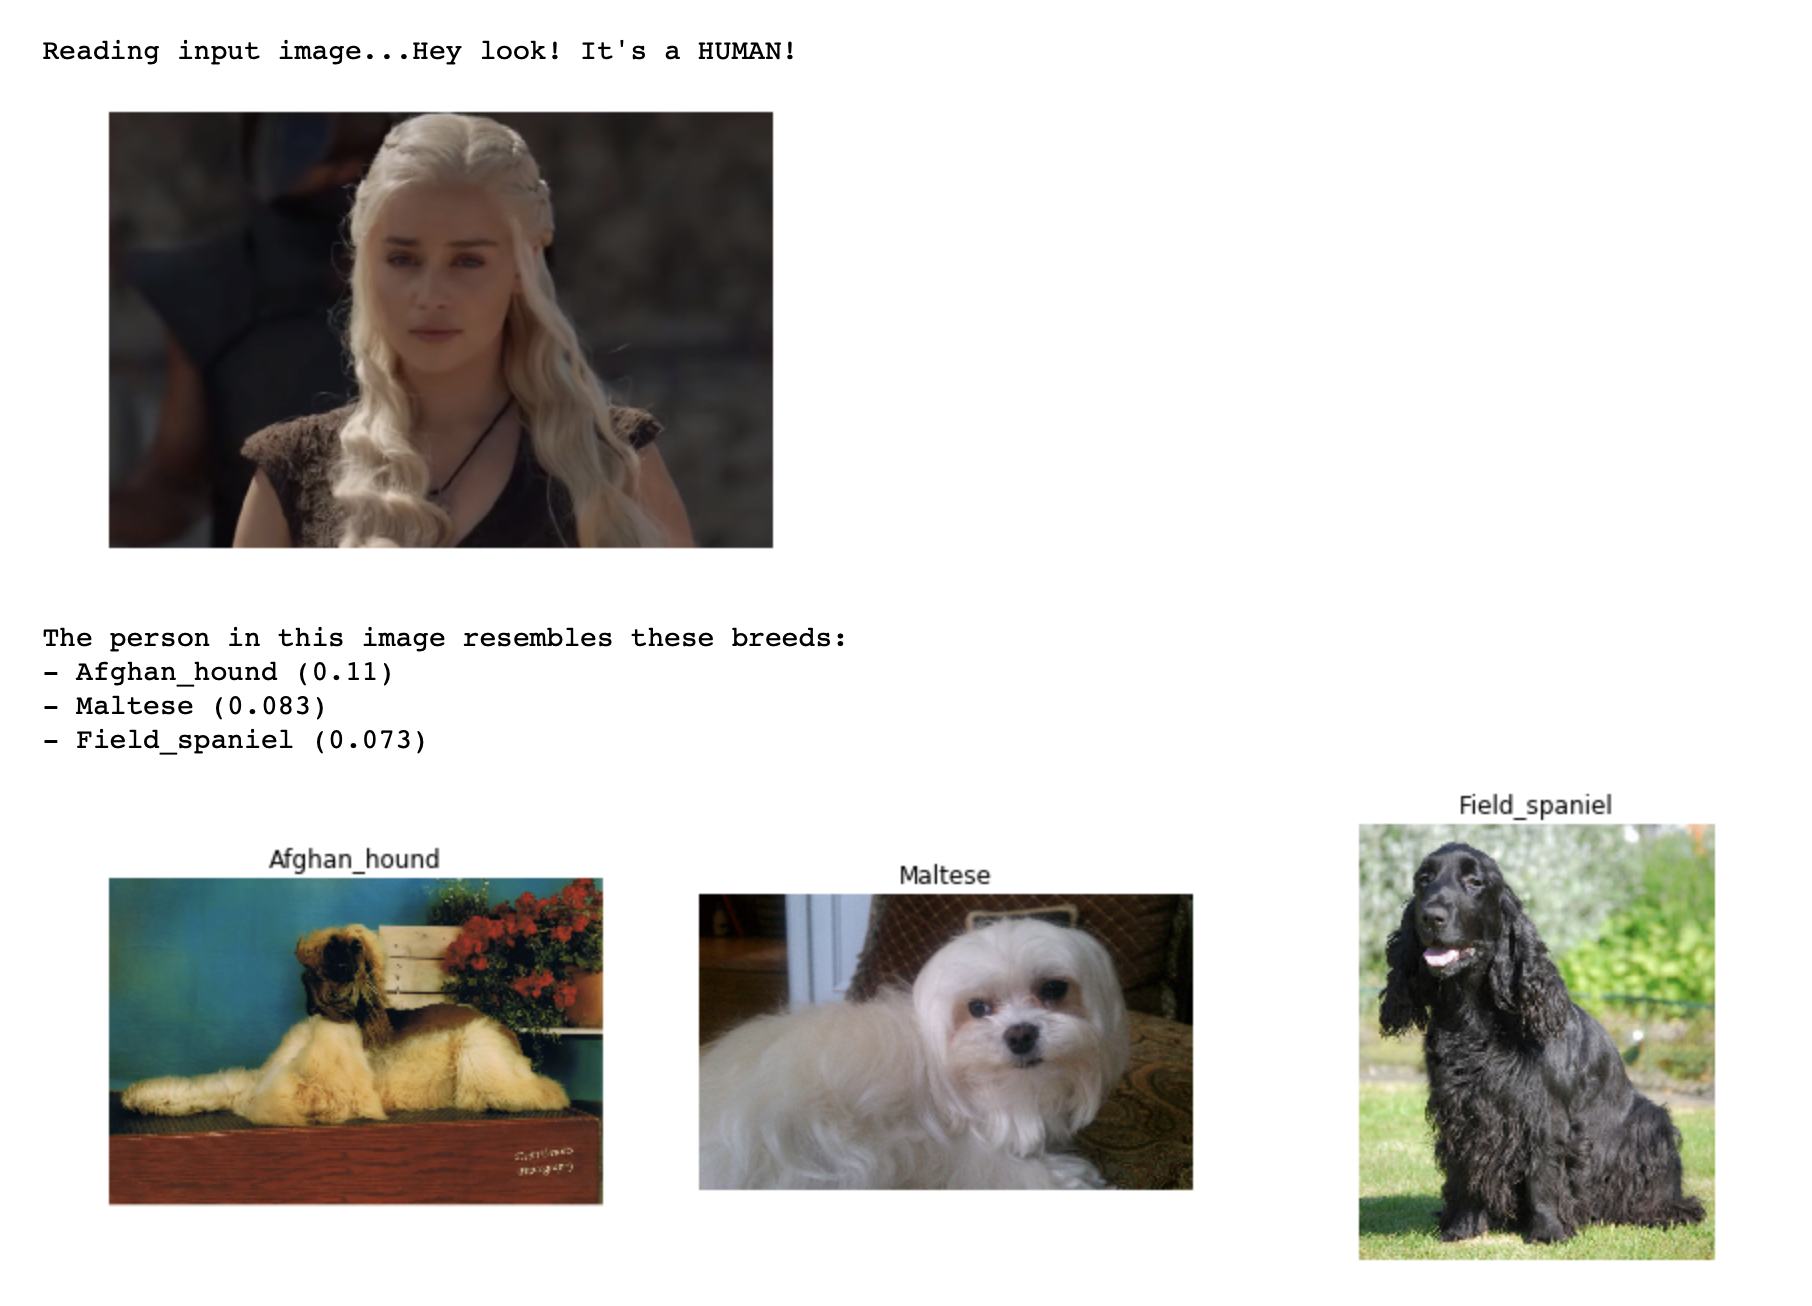 Reading input image...Hey look! It's a HUMAN!
The person in this image resembles these breeds:
- Afghan_hound (0.11)
- Maltese (0.083)
- Field_spaniel (0.073)
Afghan_hound
Maltese
Field_spaniel